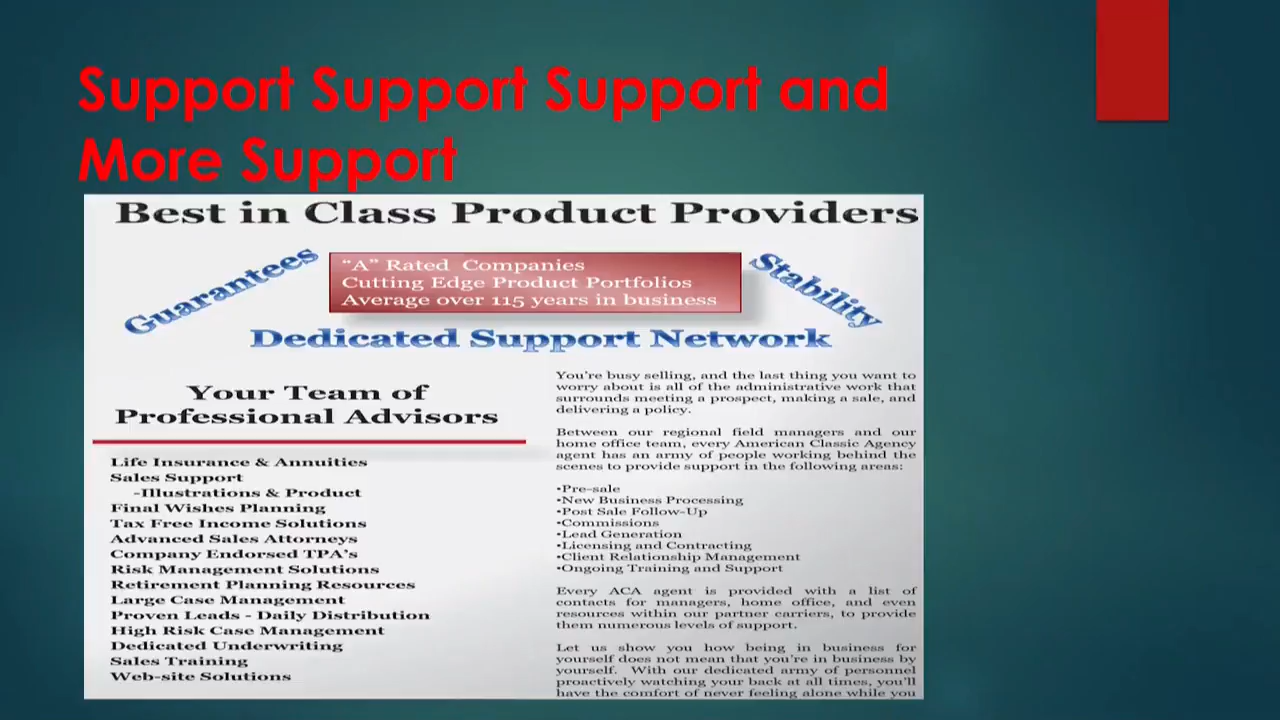 Support Support Support and
More Support
Best in Class Product Providers
Guarantees
"A" Rated Companies
Cutting Edge Product Portfolios
Average over 115 years in business
Stability
Dedicated Support Network
Your Team of
Professional Advisors
Life Insurance & Annuities
Sales Support
-Illustrations & Product
Final Wishes Planning
Tax Free Income Solutions
Advanced Sales Attorneys
Company Endorsed TPA's
Risk Management Solutions
Retirement Planning Resources
Large Case Management
Proven Leads - Daily Distribution
High Risk Case Management
Dedicated Underwriting
Sales Training
Web-site Solutions
You're busy selling, and the last thing you want to
worry about is all of the administrative work that
surrounds meeting a prospect, making a sale, and
delivering a policy.
Between our regional field managers and our
home office team, every American Classic Agency
agent has an army of people working behind the
scenes to provide support in the following areas:
•Pre-sale
•New Business Processing
•Post Sale Follow-Up
•Commissions
•Lead Generation
•Licensing and Contracting
•Client Relationship Management
•Ongoing Training and Support
Every ACA agent is provided with a list of
contacts for managers, home office, and even
resources within our partner carriers, to provide
them numerous levels of support.
Let us show you how being in business for
yourself does not mean that you're in business by
yourself. With our dedicated army of personnel
proactively watching your back at all times, you'll
have the comfort of never feeling alone while you